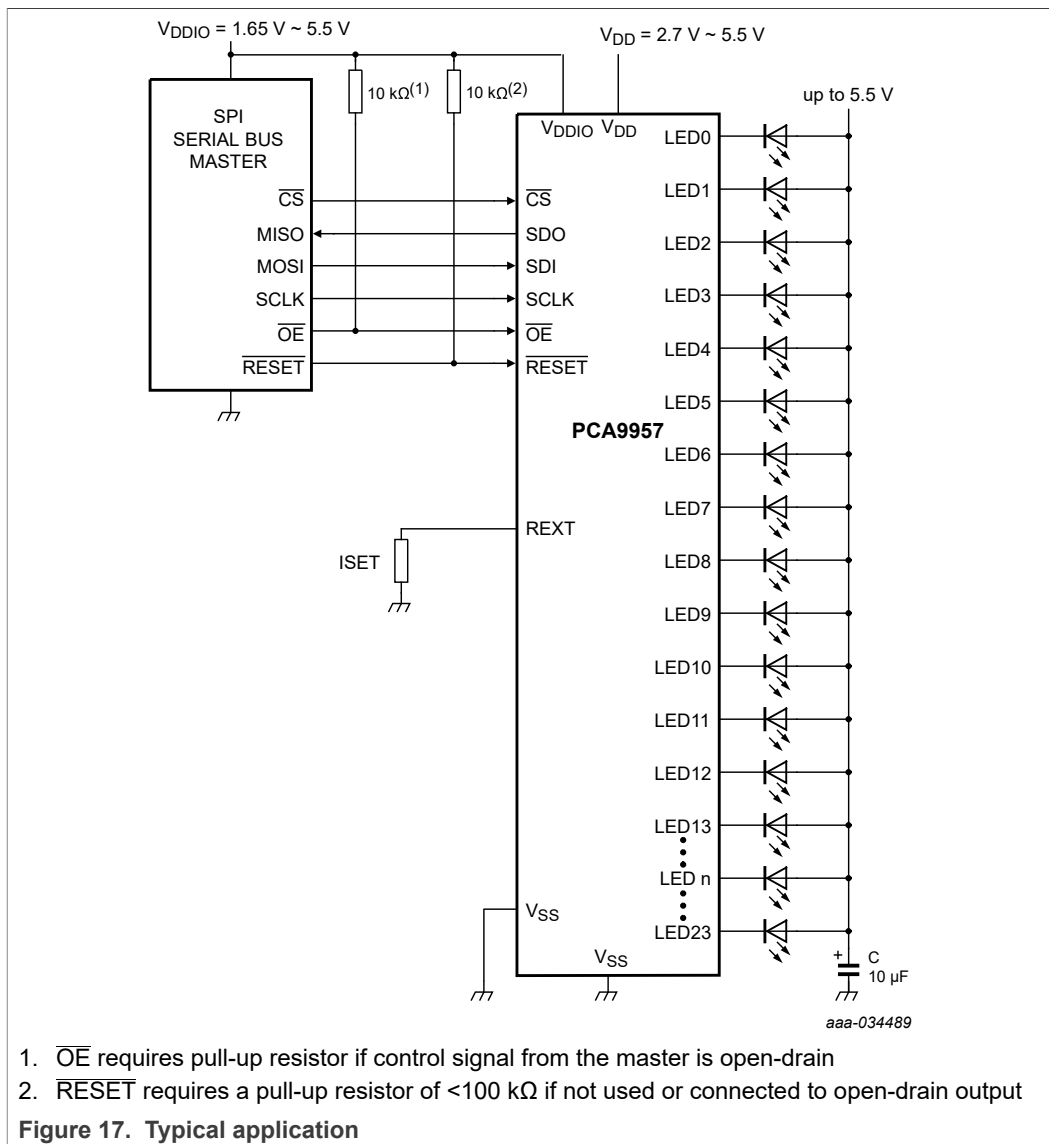 VDDIO = 1.65 V ~ 5.5 V
VDD = 2.7 V ~ 5.5 V
10 kΩ(1)
10 kΩ(2)
up to 5.5 V
SPI
SERIAL BUS
MASTER
VDDIO
VDD
CS
MISO
MOSI
SCLK
OE
RESET
CS
SDO
SDI
SCLK
OE
RESET
PCA9957
REXT
ISET
VSS
VSS
LED0
LED1
LED2
LED3
LED4
LED5
LED6
LED7
LED8
LED9
LED10
LED11
LED12
LED13
LED n
LED23
+
C
10 µF
aaa-034489
1. OE requires pull-up resistor if control signal from the master is open-drain
2. RESET requires a pull-up resistor of <100 kΩ if not used or connected to open-drain output
Figure 17. Typical application